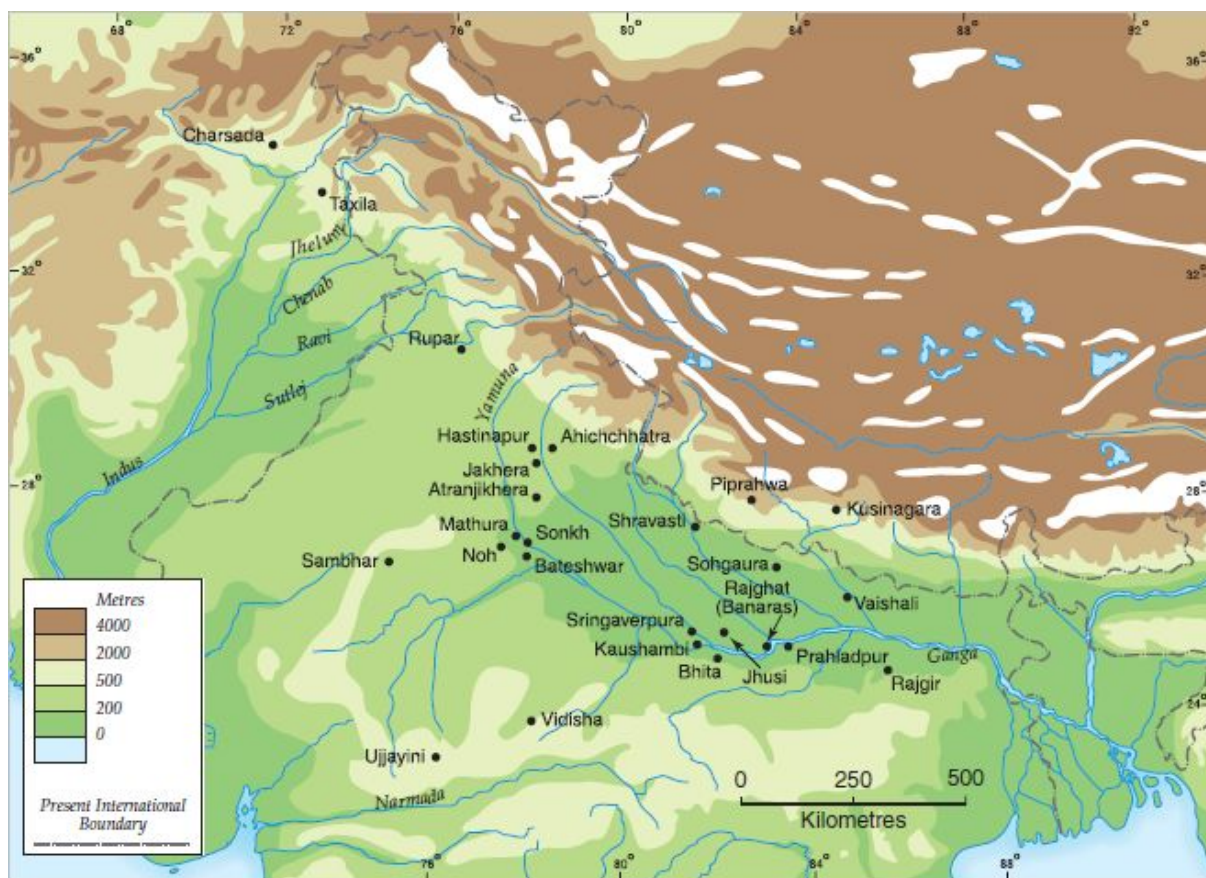 68° 72° 76° 80° 84° 88° 92°
36° 36°
Charsada
Taxila
Jhelum
32° 32°
Chenab
Ravi
Rupar
Sutlej
Yamuna
Hastinapur Ahichchhatra
Indus
Jakhera
28° 28°
Atranjikhera
Piprahwa
Kusinagara
Mathura Sonkh
Shravasti
Noh
Bateshwar
Sambhar
Sohgaura
Rajghat
(Banaras)
Vaishali
Sringaverpura
Kaushambi
Bhita
Jhusi
Prahladpur
Ganga
Rajgir
24°
Vidisha
Ujjayini
Narmada
0 250 500
Kilometres
76° 80° 84° 88°
Metres
4000
2000
500
200
0
Present International
Boundary